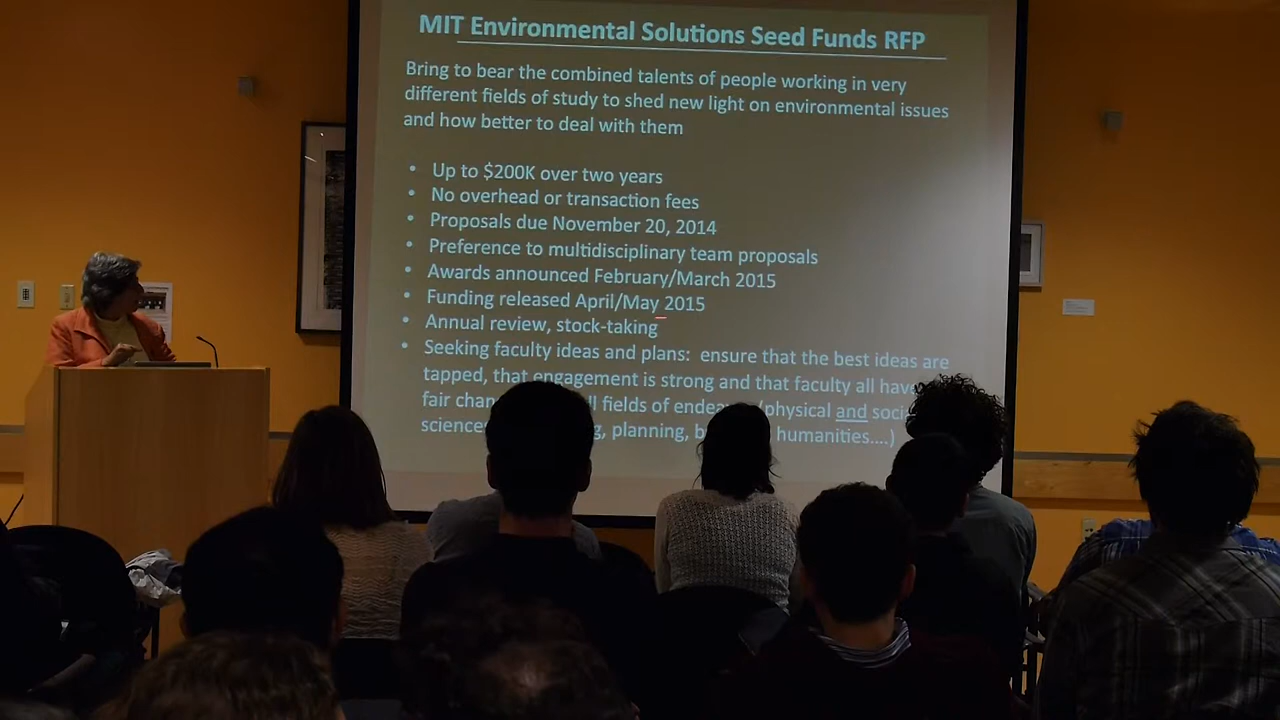 MIT Environmental Solutions Seed Funds RFP
Bring to bear the combined talents of people working in very
different fields of study to shed new light on environmental issues
and how better to deal with them
• Up to $200K over two years
• No overhead or transaction fees
• Proposals due November 20, 2014
• Preference to multidisciplinary team proposals
• Awards announced February/March 2015
• Funding released April/May 2015
• Annual review, stock-taking
• Seeking faculty ideas and plans: ensure that the best ideas are
tapped, that engagement is strong and that faculty all have
fair fields of /physical and
planning, humanities....)